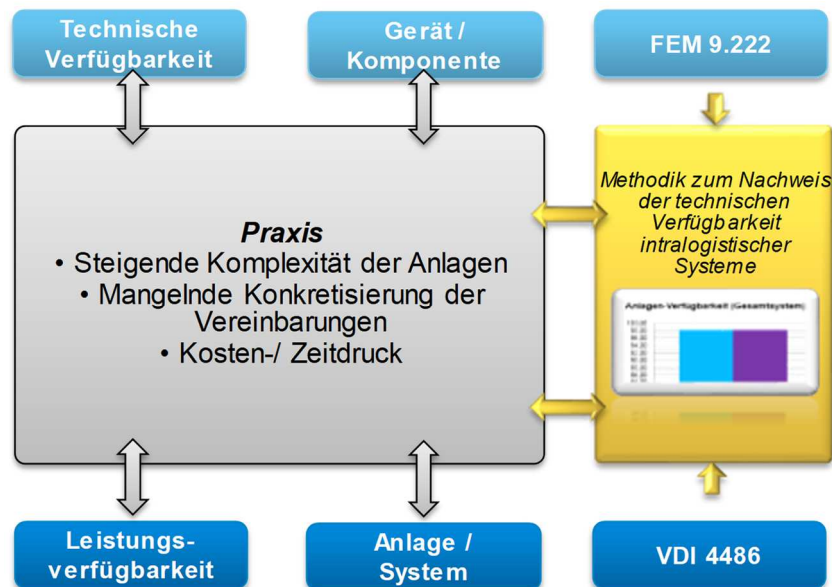 Technische
Verfügbarkeit
Gerät /
Komponente
FEM 9.222
Praxis
• Steigende Komplexität der Anlagen
• Mangelnde Konkretisierung der
Vereinbarungen
• Kosten-/ Zeitdruck
Methodik zum Nachweis
der technischen
Verfügbarkeit
intralogistischer
Systeme
Anlagen-Verfügbarkeit (Gesamtsystem)
Leistungs-
verfügbarkeit
Anlage /
System
VDI 4486